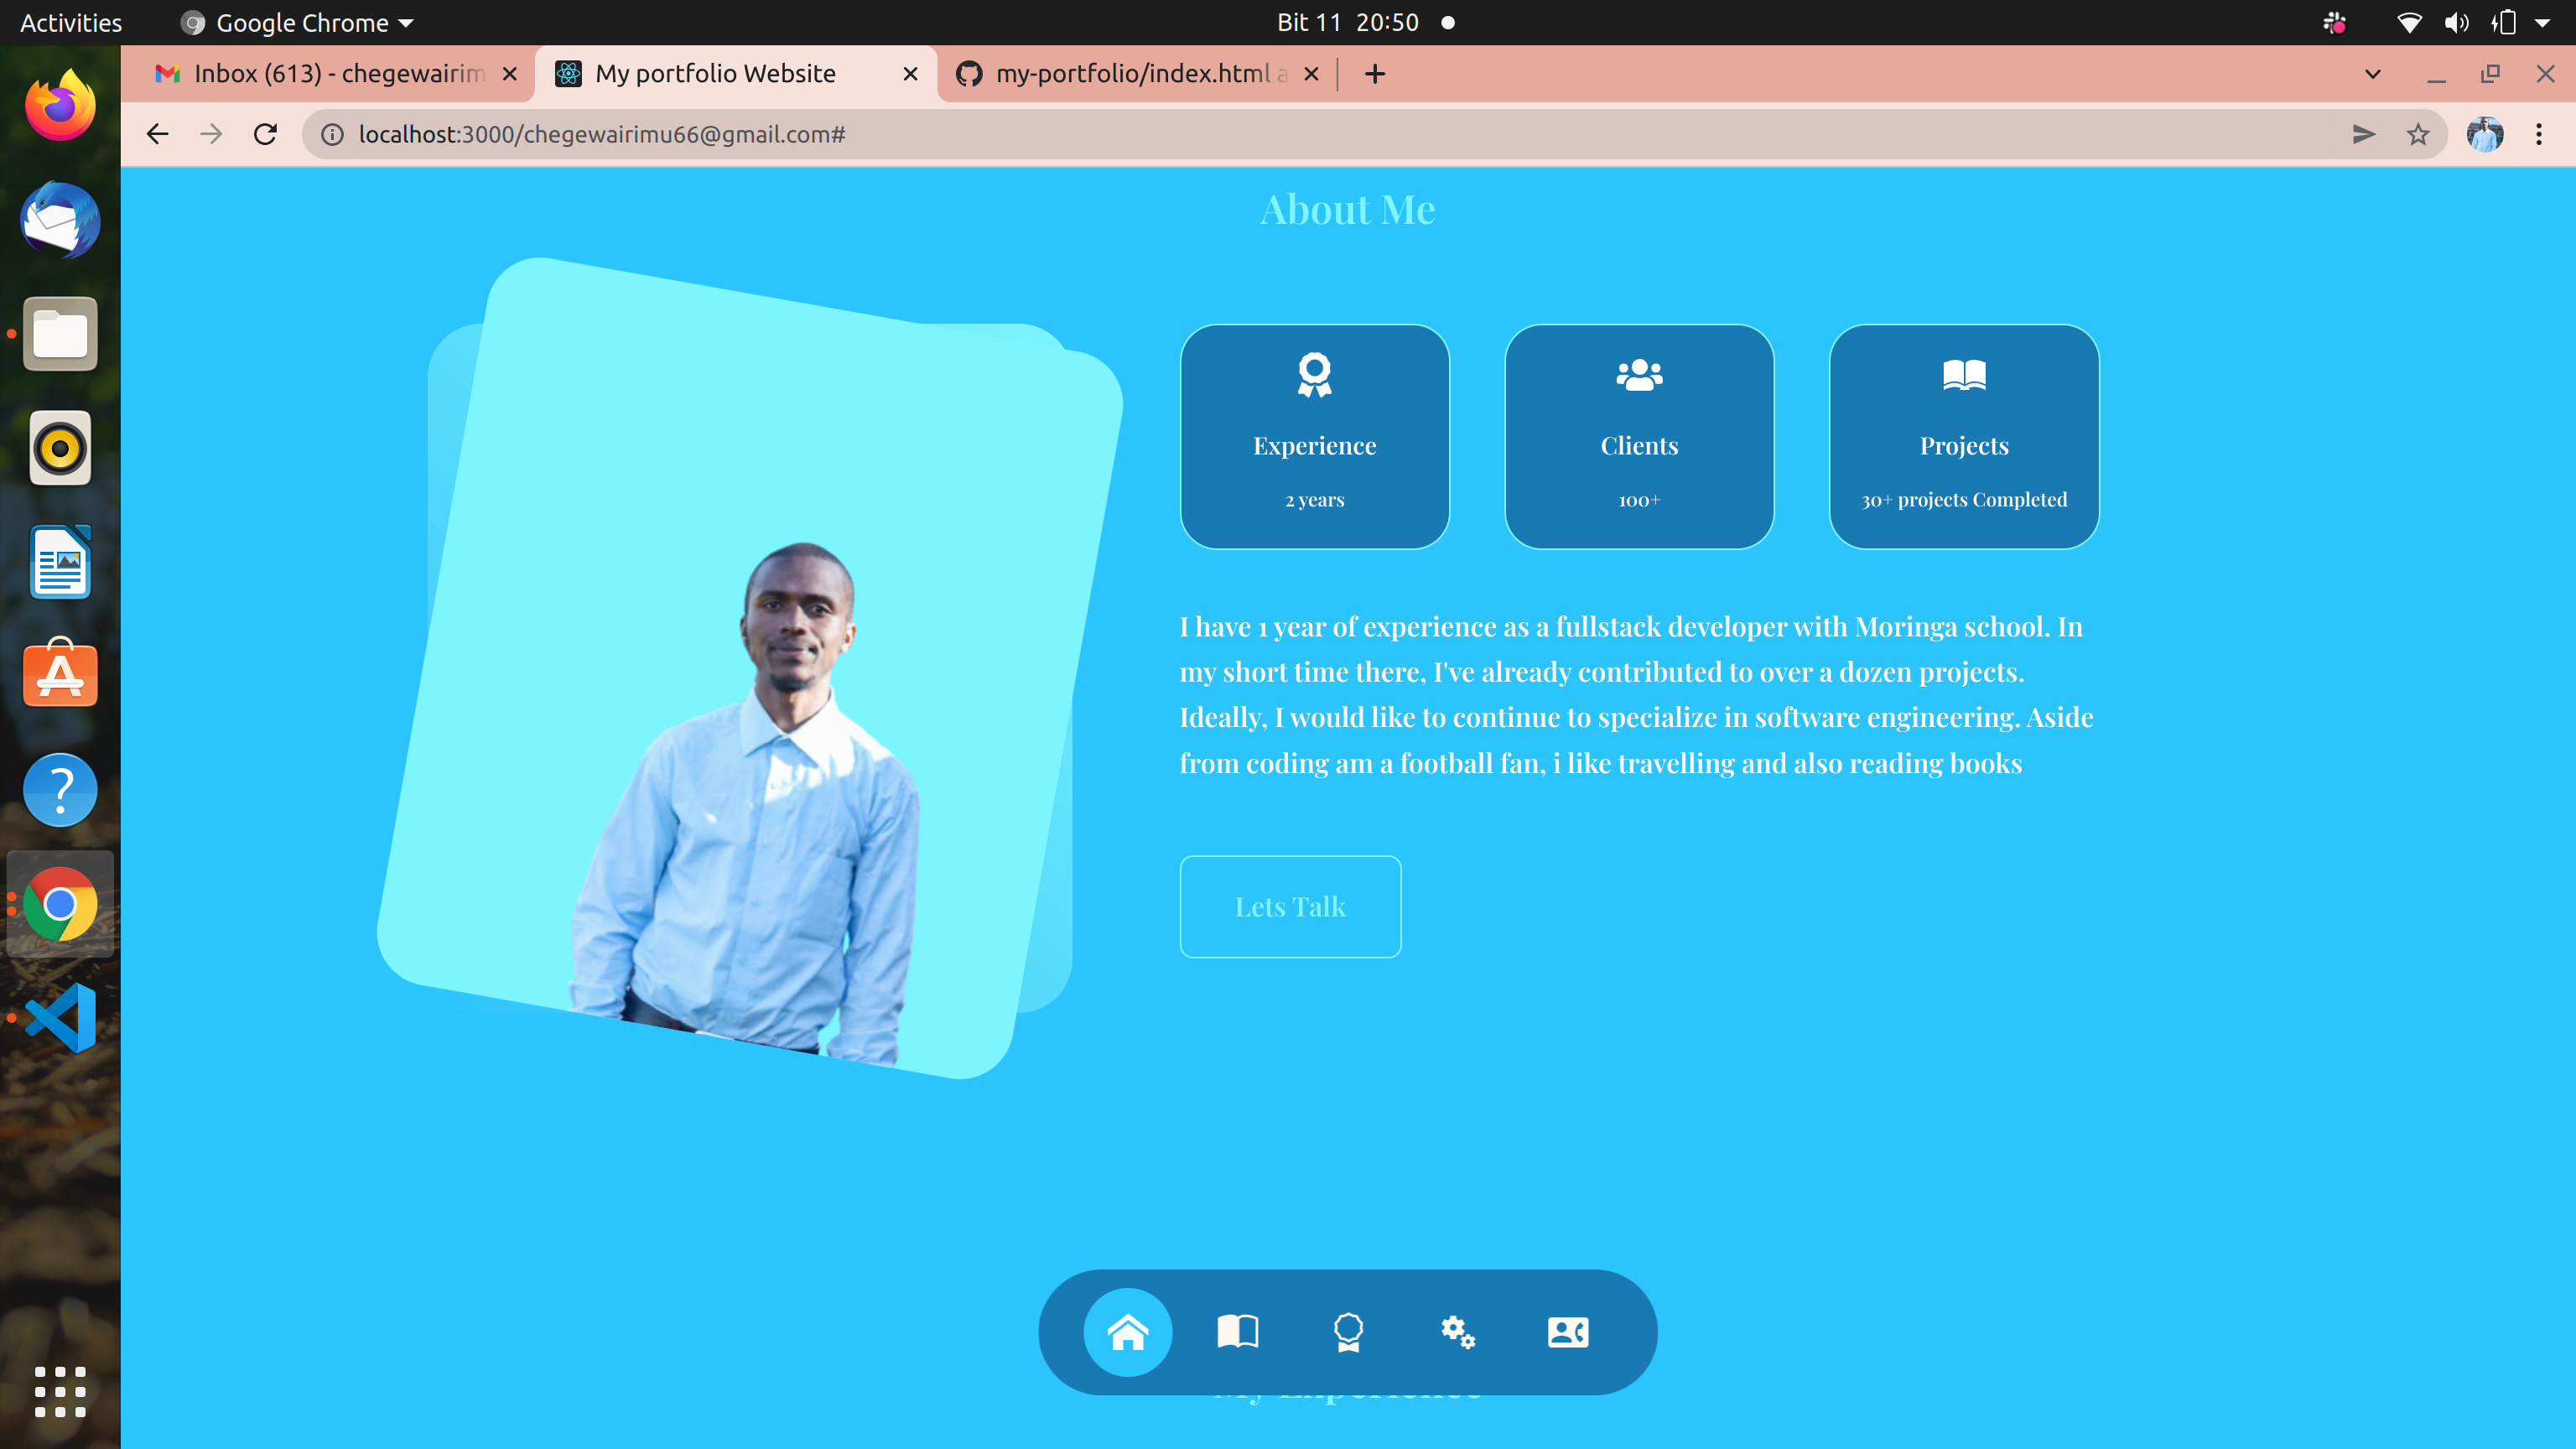 Activities
Google Chrome
Bit 11 20:50
Inbox (613) - chegewairim
My portfolio Website
my-portfolio/index.html a
localhost:3000/chegewairimu66@gmail.com#
About Me
Experience
2 years
Clients
100+
Projects
30+ projects Completed
I have 1 year of experience as a fullstack developer with Moringa school. In
my short time there, I've already contributed to over a dozen projects.
Ideally, I would like to continue to specialize in software engineering. Aside
from coding am a football fan, i like travelling and also reading books
Lets Talk
My Experience